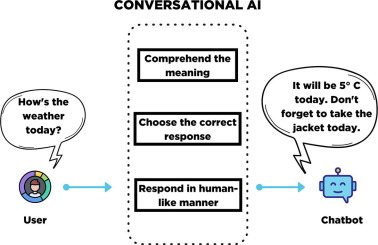 CONVERSATIONAL AI
How's the
weather
today?
Comprehend the
meaning
Choose the correct
response
Respond in human-
like manner
It will be 5° C
today. Don't
forget to take the
jacket today.
User
Chatbot